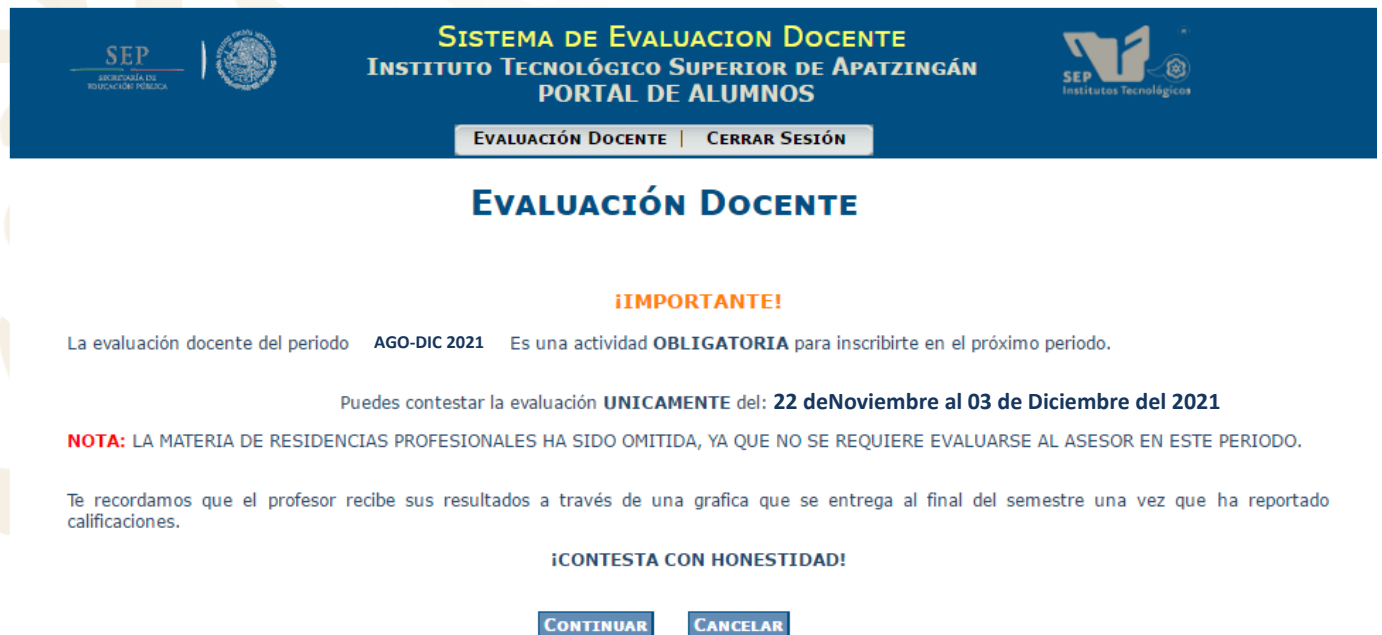 SEP
SECRETARÍA DE
EDUCACIÓN PÚBLICA
SISTEMA DE EVALUACION DOCENTE
INSTITUTO TECNOLÓGICO SUPERIOR DE APATZINGÁN
PORTAL DE ALUMNOS
SEP
Institutos Tecnológicos
EVALUACIÓN DOCENTE | CERRAR SESIÓN
EVALUACIÓN DOCENTE
¡IMPORTANTE!
La evaluación docente del periodo AGO-DIC 2021 Es una actividad OBLIGATORIA para inscribirte en el próximo periodo.
Puedes contestar la evaluación UNICAMENTE del: 22 deNoviembre al 03 de Diciembre del 2021
NOTA: LA MATERIA DE RESIDENCIAS PROFESIONALES HA SIDO OMITIDA, YA QUE NO SE REQUIERE EVALUARSE AL ASESOR EN ESTE PERIODO.
Te recordamos que el profesor recibe sus resultados a través de una grafica que se entrega al final del semestre una vez que ha reportado
calificaciones.
¡CONTESTA CON HONESTIDAD!
CONTINUAR CANCELAR